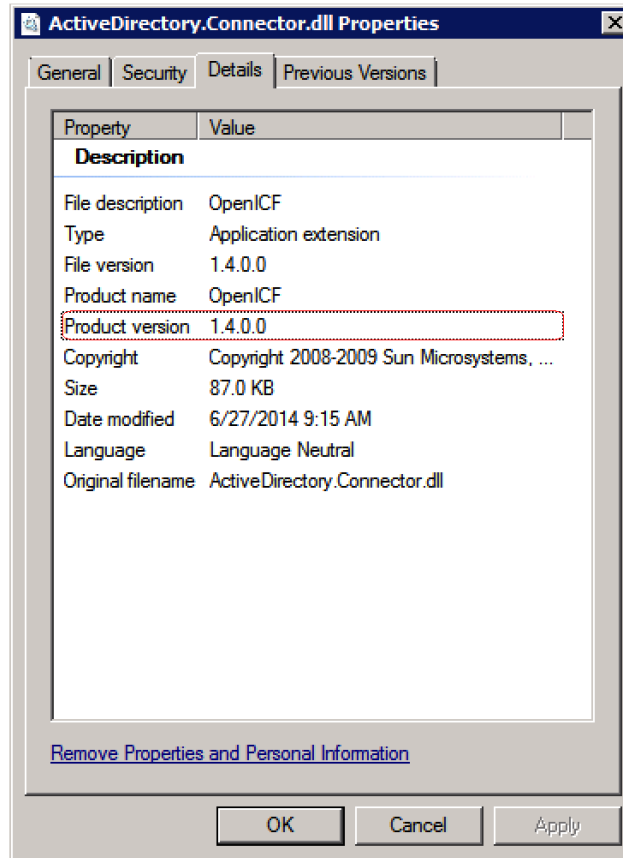 ActiveDirectory.Connector.dll Properties
General Security Details Previous Versions
Property Value
Description
File description OpenICF
Type Application extension
File version 1.4.0.0
Product name OpenICF
Product version 1.4.0.0
Copyright Copyright 2008-2009 Sun Microsystems, ...
Size 87.0 KB
Date modified 6/27/2014 9:15 AM
Language Language Neutral
Original filename ActiveDirectory.Connector.dll
Remove Properties and Personal Information
OK Cancel Apply